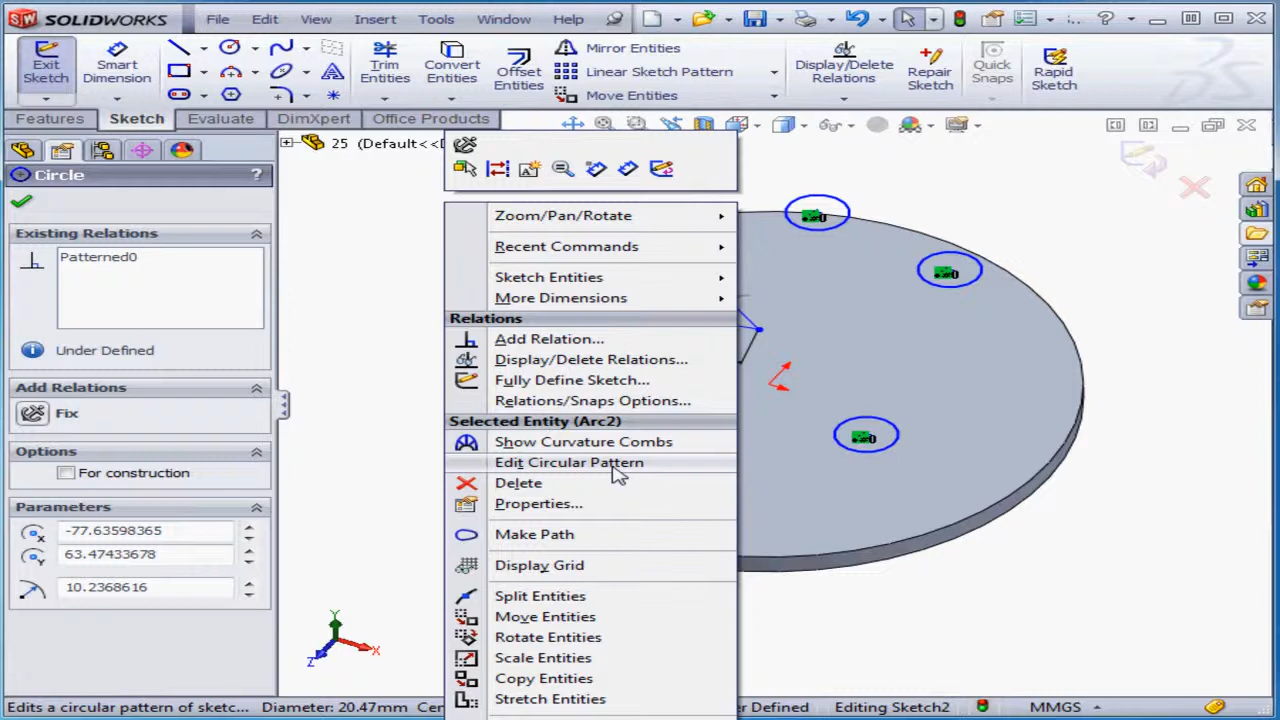 SOLIDWORKS File Edit View Insert Tools Window Help
Exit Sketch
Smart Dimension
Trim Entities
Convert Entities
Offset Entities
Mirror Entities
Linear Sketch Pattern
Move Entities
Display/Delete Relations
Repair Sketch
Quick Snaps
Rapid Sketch
Features Sketch Evaluate DimXpert Office Products
25 (Default<<D
Circle ?
Existing Relations
Patterned0
Under Defined
Add Relations
Fix
Options
For construction
Parameters
-77.63598365
63.47433678
10.2368616
Zoom/Pan/Rotate
Recent Commands
Sketch Entities
More Dimensions
Relations
Add Relation...
Display/Delete Relations...
Fully Define Sketch...
Relations/Snaps Options...
Selected Entity (Arc2)
Show Curvature Combs
Edit Circular Pattern
Delete
Properties...
Make Path
Display Grid
Split Entities
Move Entities
Rotate Entities
Scale Entities
Copy Entities
Stretch Entities
0
0
0
Y
X
Z
Edits a circular pattern of sketc... Diameter: 20.47mm Cen er Defined Editing Sketch2 MMGS